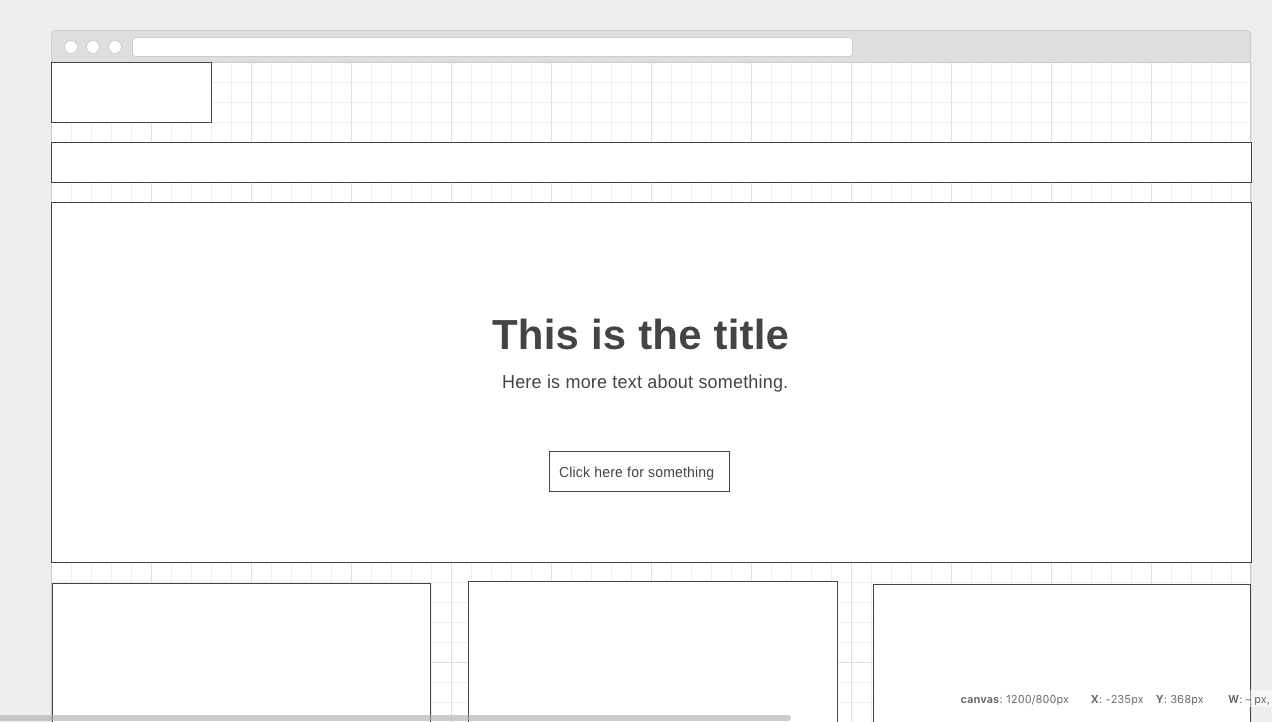 This is the title
Here is more text about something.
Click here for something
canvas: 1200/800px X: -235px Y: 368px W: – px,